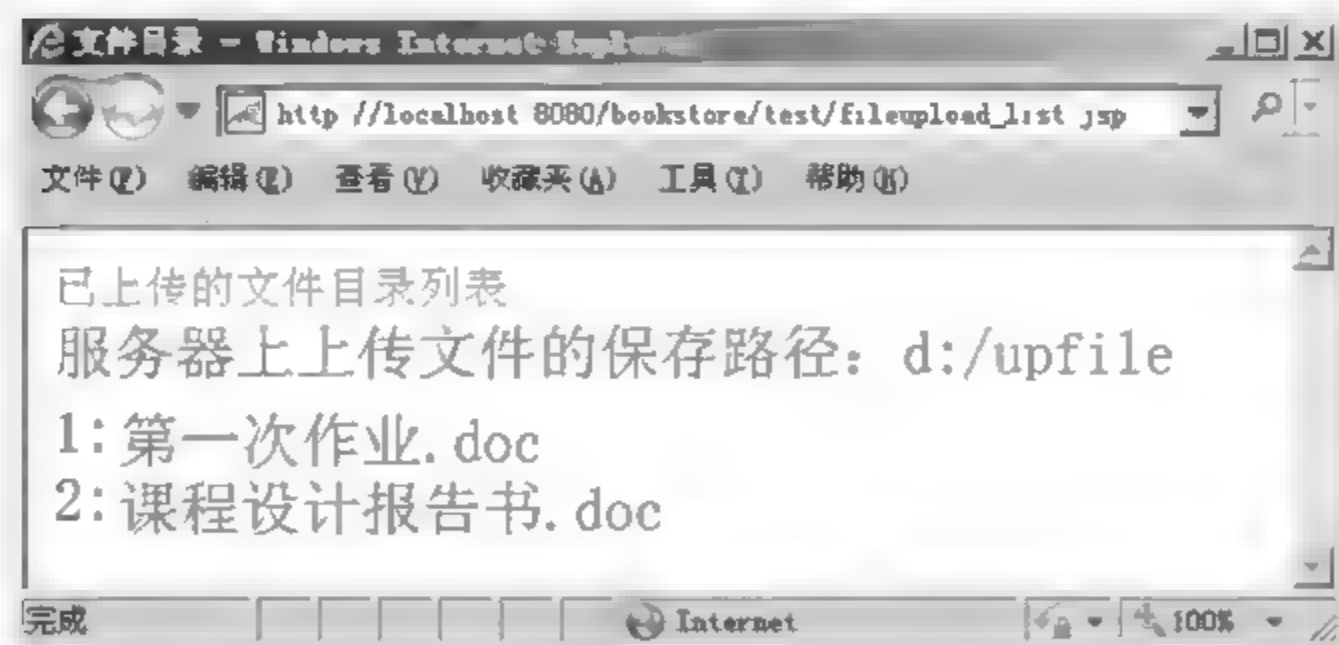 文件目录 - Windows Internet Explorer
http //localhost 8080/bookstore/test/fileupload_list jsp
文件(F) 编辑(E) 查看(V) 收藏夹(A) 工具(T) 帮助(H)
已上传的文件目录列表
服务器上上传文件的保存路径：d:/upfile
1:第一次作业.doc
2:课程设计报告书.doc
完成 Internet 100%